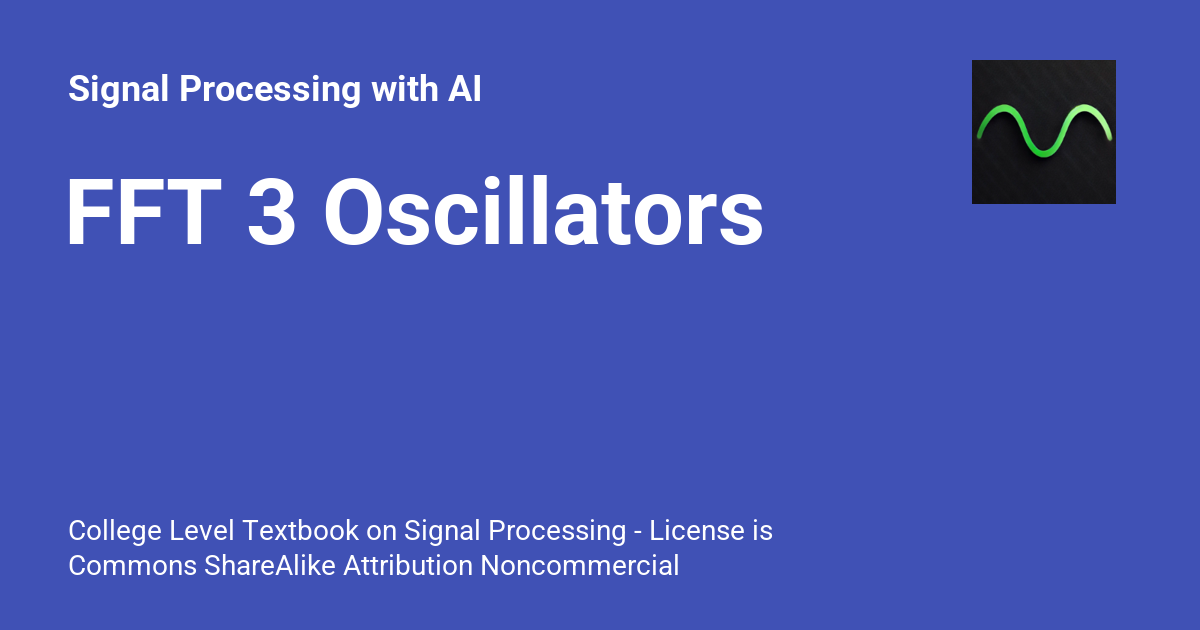 Signal Processing with AI
FFT 3 Oscillators
College Level Textbook on Signal Processing - License is
Commons ShareAlike Attribution Noncommercial